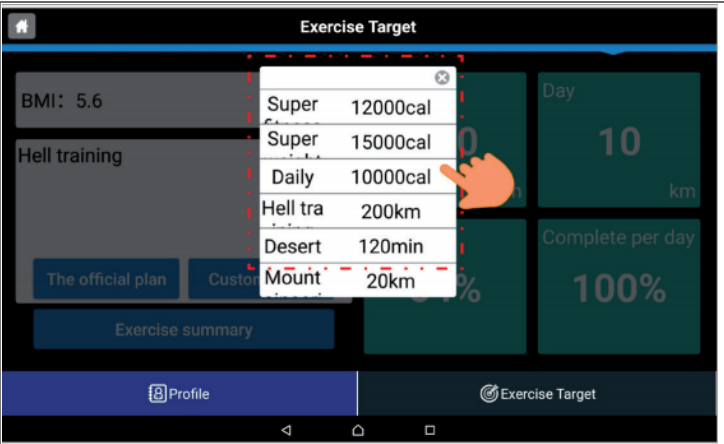 Exercise Target
BMI: 5.6
Hell training
Super 12000cal
Super 15000cal
Daily 10000cal
Hell tra 200km
Desert 120min
Mount 20km
The official plan
Custom
Exercise summary
Day
10
km
Complete per day
100%
Profile
Exercise Target